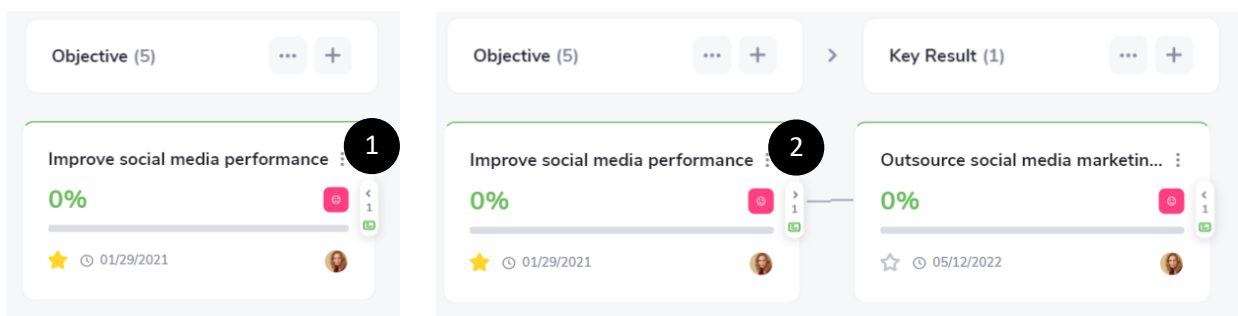 Objective (5) ... +
1
Improve social media performance
0%
< 1
01/29/2021
Objective (5) ... + > Key Result (1) ... +
2
Improve social media performance
0%
> 1
01/29/2021
Outsource social media marketin...
0%
< 1
05/12/2022